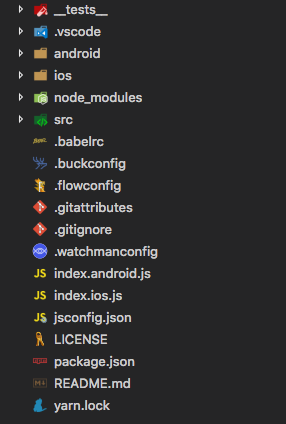 __tests__
.vscode
android
ios
node_modules
src
.babelrc
.buckconfig
.flowconfig
.gitattributes
.gitignore
.watchmanconfig
JS index.android.js
JS index.ios.js
JS jsconfig.json
LICENSE
package.json
M↓ README.md
yarn.lock